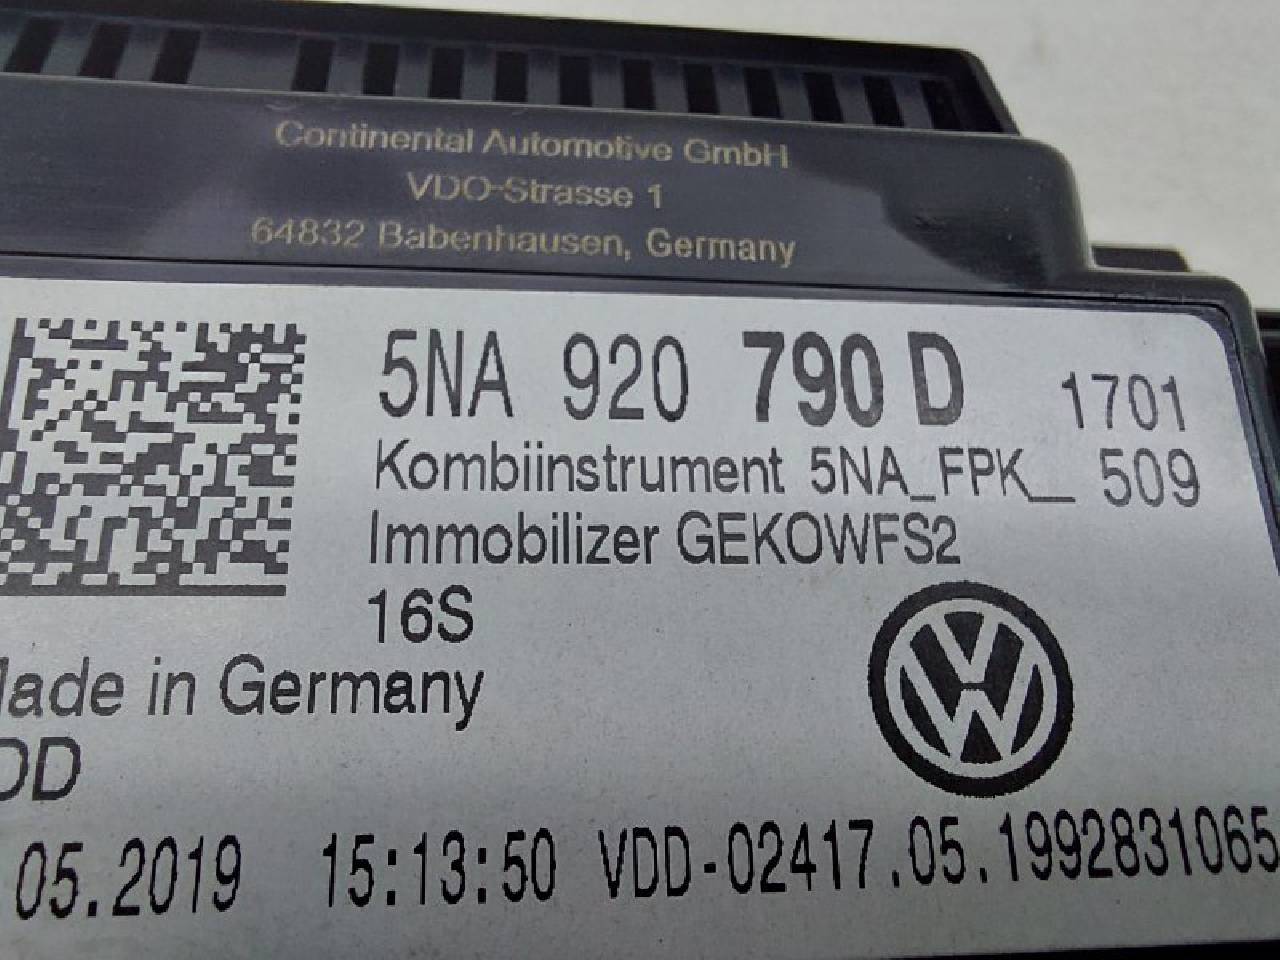 Continental Automotive GmbH
VDO-Strasse 1
64832 Babenhausen, Germany
5NA 920 790 D 1701
Kombiinstrument 5NA_FPK_ 509
Immobilizer GEKOWFS2
16S
Made in Germany
DD
05.2019 15:13:50 VDD-02417.05.1992831065